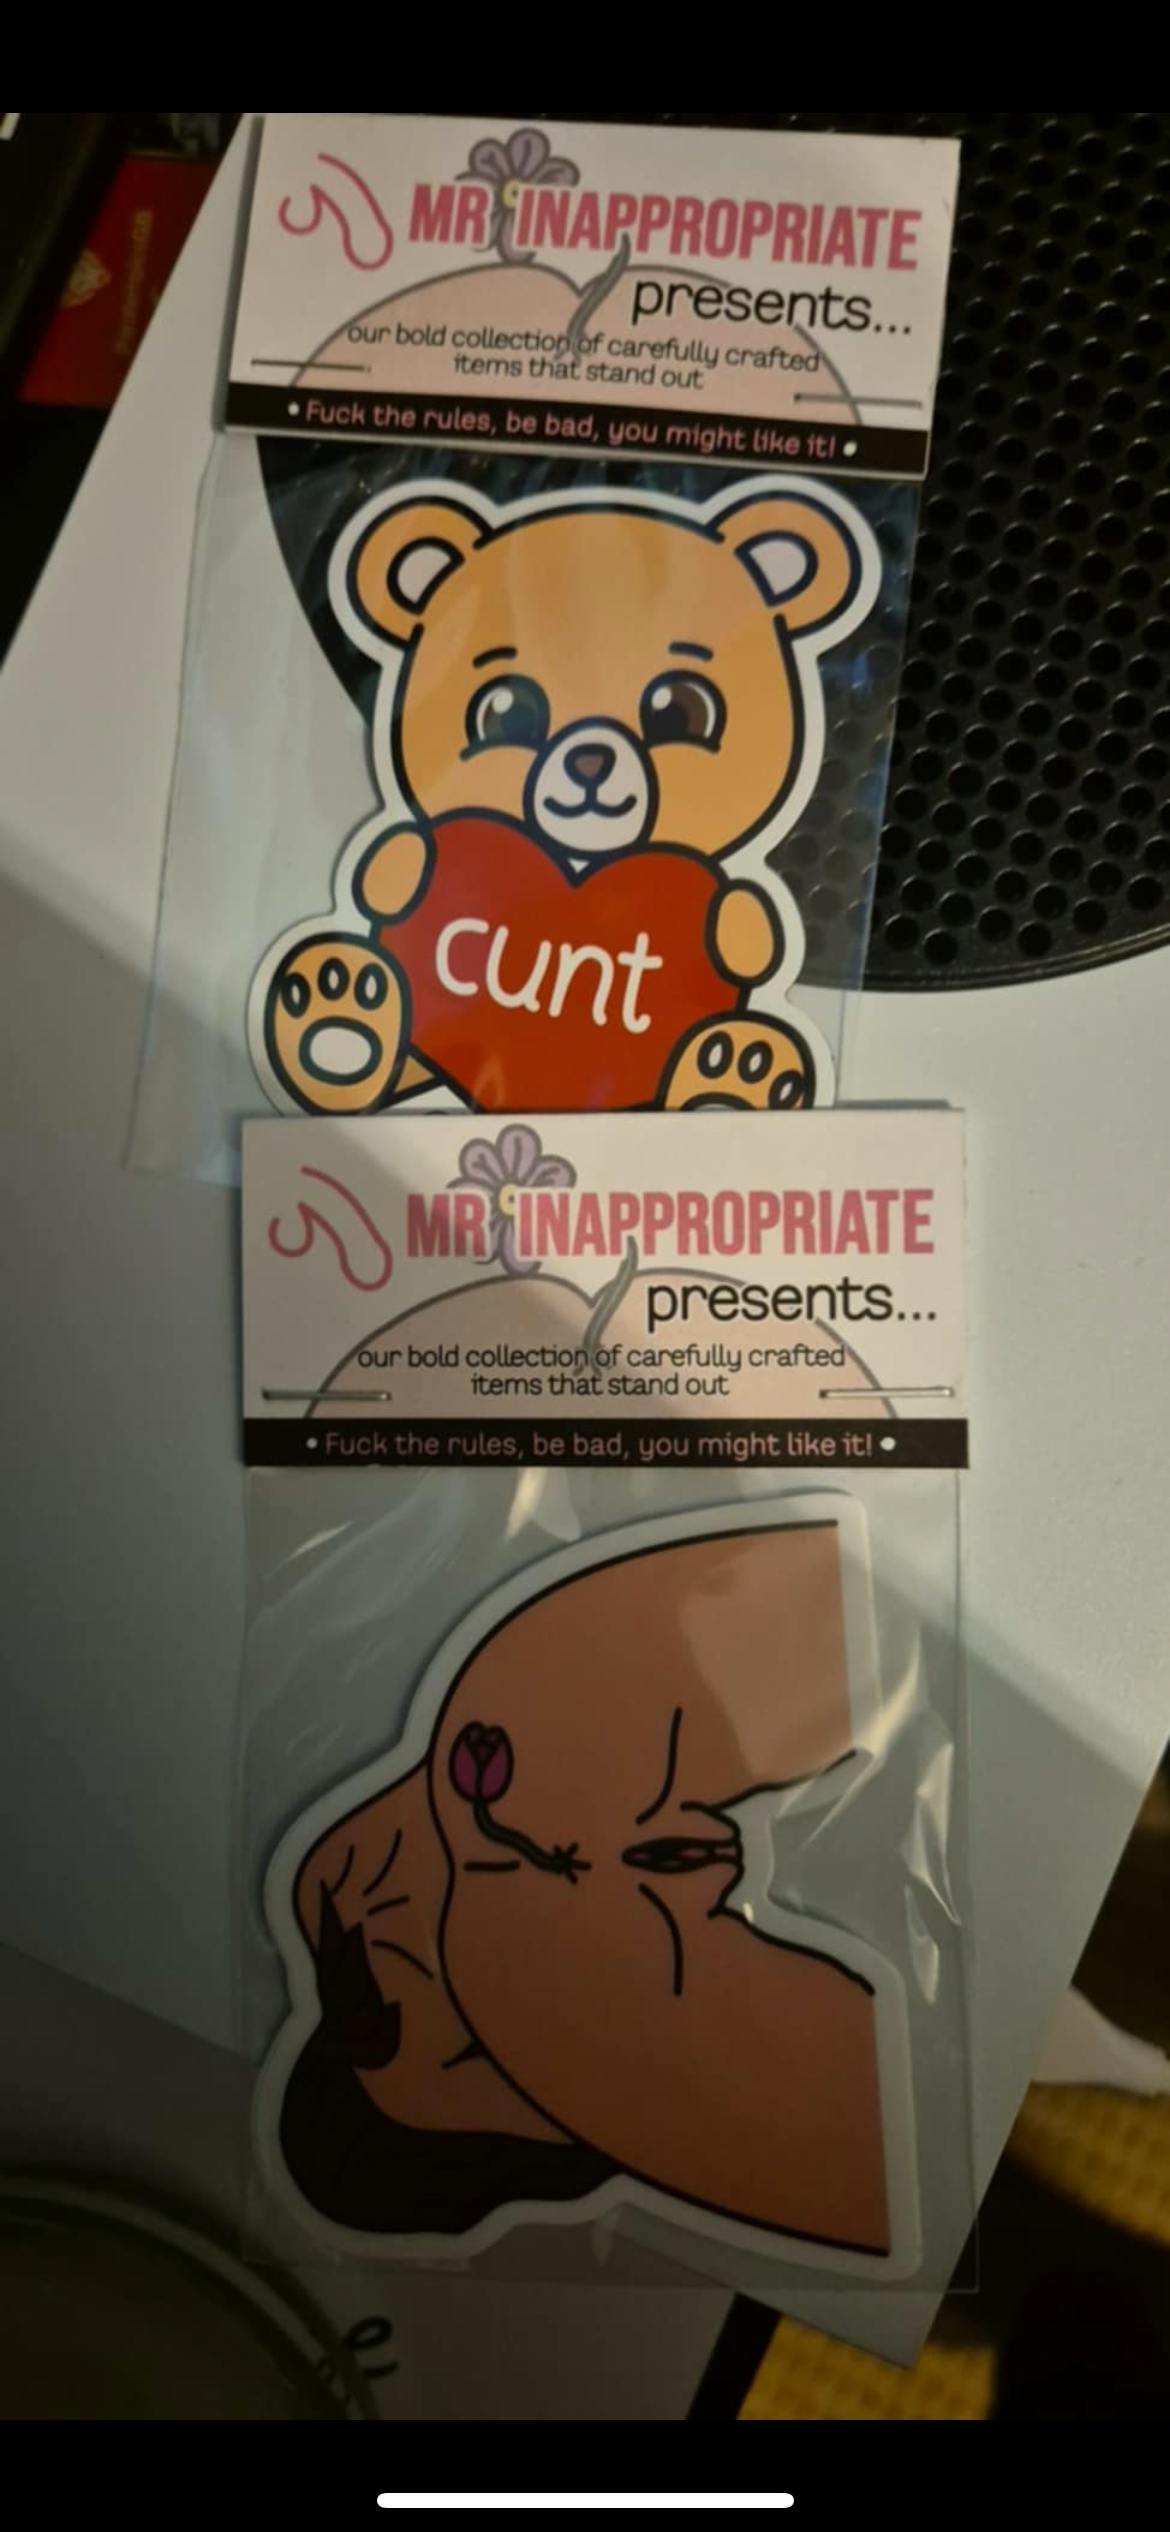 MR INAPPROPRIATE
presents...
our bold collection of carefully crafted
items that stand out
• Fuck the rules, be bad, you might like it! •
cunt
MR INAPPROPRIATE
presents...
our bold collection of carefully crafted
items that stand out
• Fuck the rules, be bad, you might like it! •